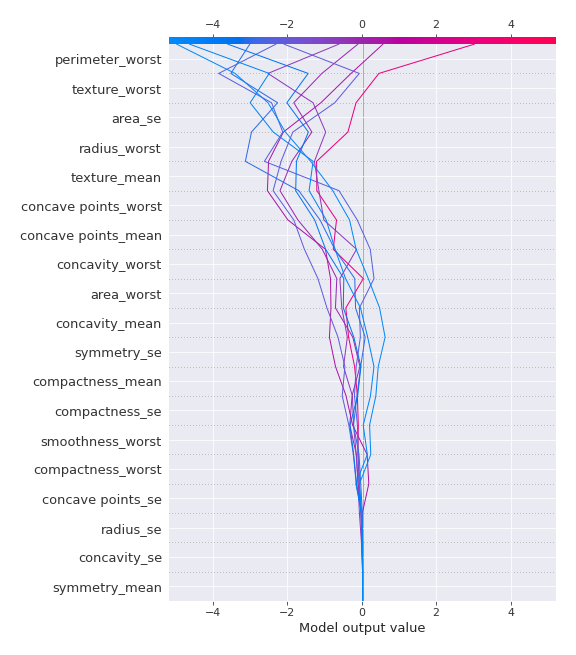 −4 −2 0 2 4
perimeter_worst
texture_worst
area_se
radius_worst
texture_mean
concave points_worst
concave points_mean
concavity_worst
area_worst
concavity_mean
symmetry_se
compactness_mean
compactness_se
smoothness_worst
compactness_worst
concave points_se
radius_se
concavity_se
symmetry_mean
−4 −2 0 2 4
Model output value